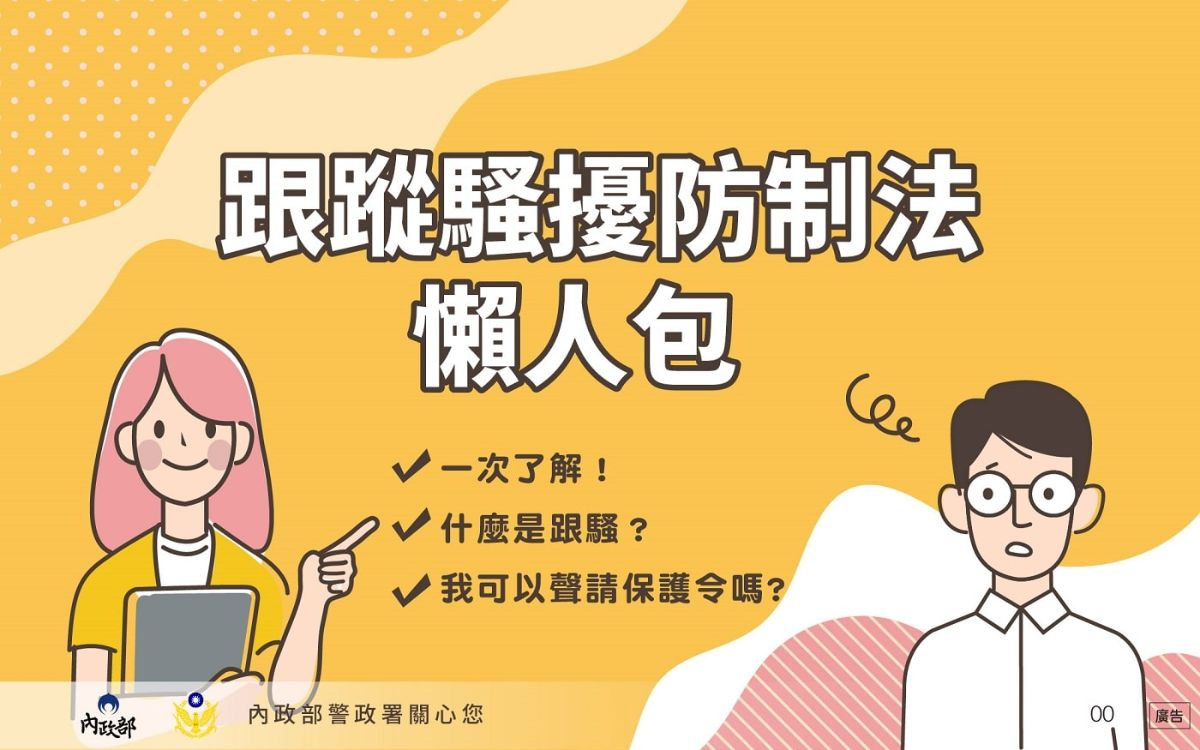 跟蹤騷擾防制法
懶人包
一次了解！
什麼是跟騷？
我可以聲請保護令嗎?
內政部
內政部警政署關心您
00
廣告